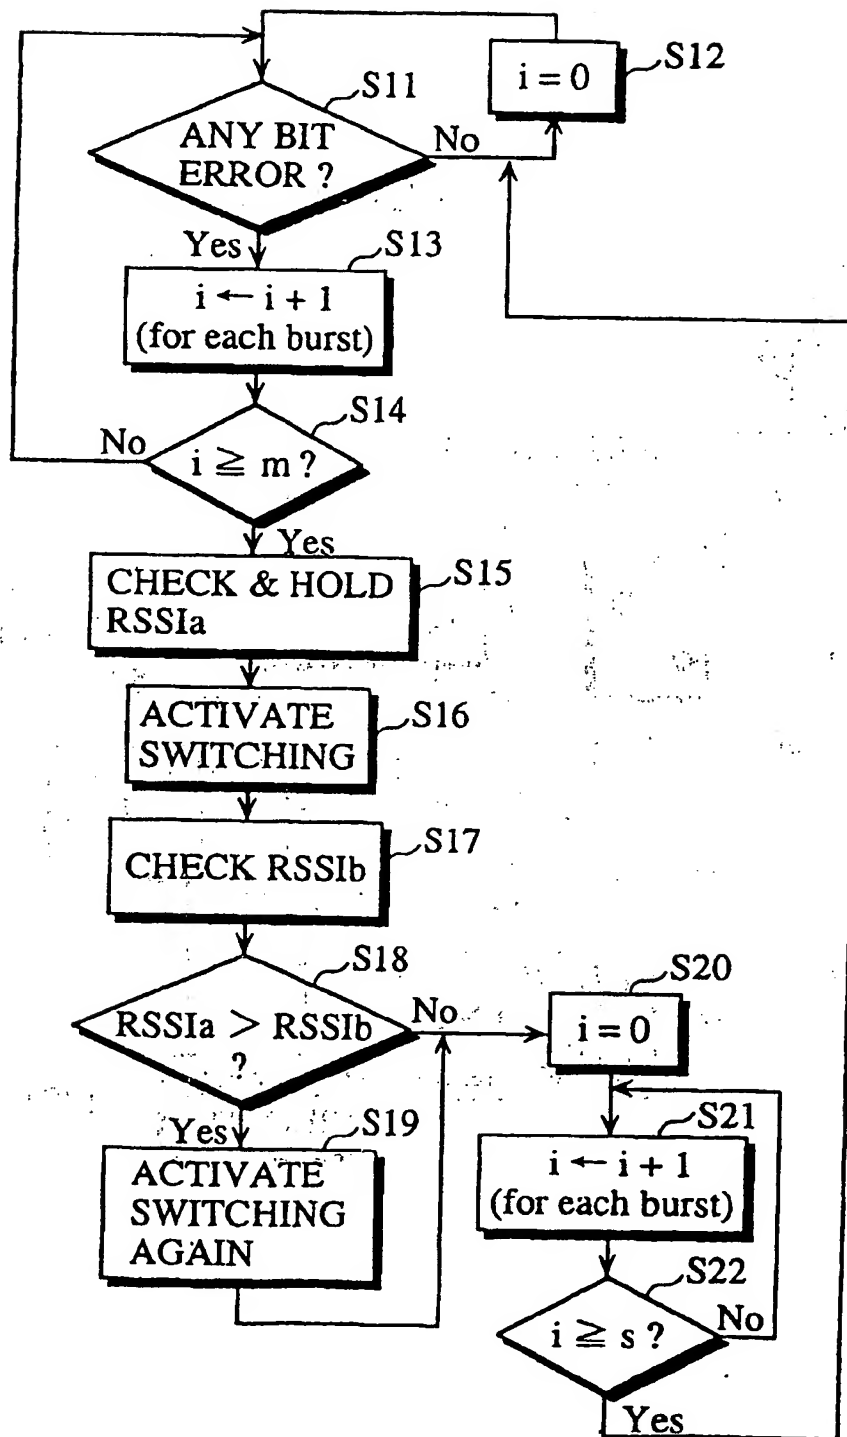 S12
i = 0
S11
ANY BIT
ERROR ?
No
Yes
S13
i ← i + 1
(for each burst)
S14
No
i ≧ m ?
Yes
S15
CHECK & HOLD
RSSIa
S16
ACTIVATE
SWITCHING
S17
CHECK RSSIb
S18
RSSIa > RSSIb
?
No
S20
i = 0
Yes
S19
ACTIVATE
SWITCHING
AGAIN
S21
i ← i + 1
(for each burst)
S22
i ≧ s ?
No
Yes